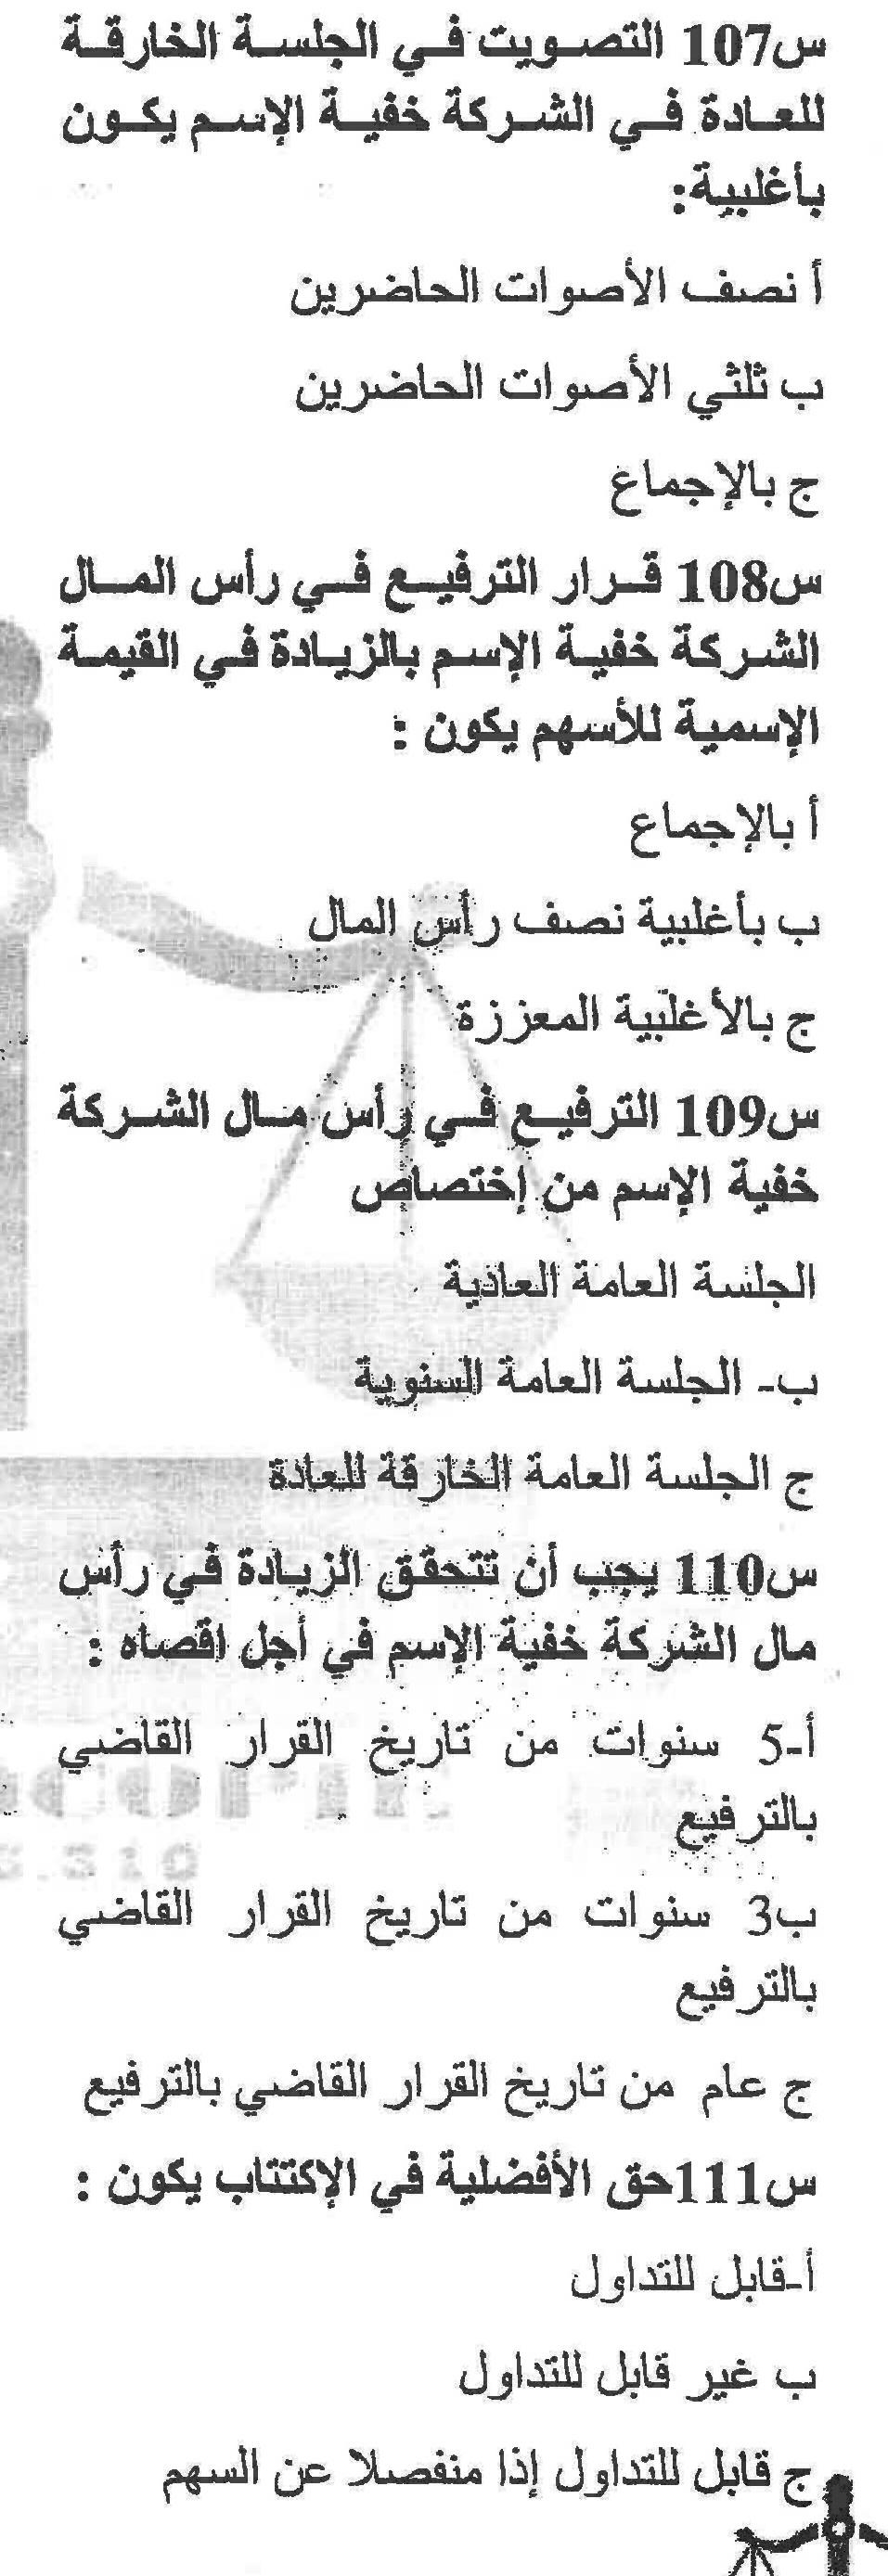 س107 التصويت في الجلسة الخارقة
للعادة في الشركة خفية الإسم يكون
بأغلبية:
أ نصف الأصوات الحاضرين
ب ثلثي الأصوات الحاضرين
ج بالإجماع
س108 قرار الترفيع في رأس المال
الشركة خفية الإسم بالزيادة في القيمة
الإسمية للأسهم يكون :
أ بالإجماع
ب بأغلبية نصف رأس المال
ج بالأغلبية المعززة
س109 الترفيع في رأس مال الشركة
خفية الإسم من إختصاص
الجلسة العامة العادية
ب- الجلسة العامة السنوية
ج الجلسة العامة الخارقة للعادة
س110 يجب أن تتحقق الزيادة في رأس
مال الشركة خفية الإسم في أجل اقصاه :
أ-5 سنوات من تاريخ القرار القاضي
بالترفيع
ب3 سنوات من تاريخ القرار القاضي
بالترفيع
ج عام من تاريخ القرار القاضي بالترفيع
س111حق الأفضلية في الإكتتاب يكون :
أ-قابل للتداول
ب غير قابل للتداول
ج قابل للتداول إذا منفصلا عن السهم